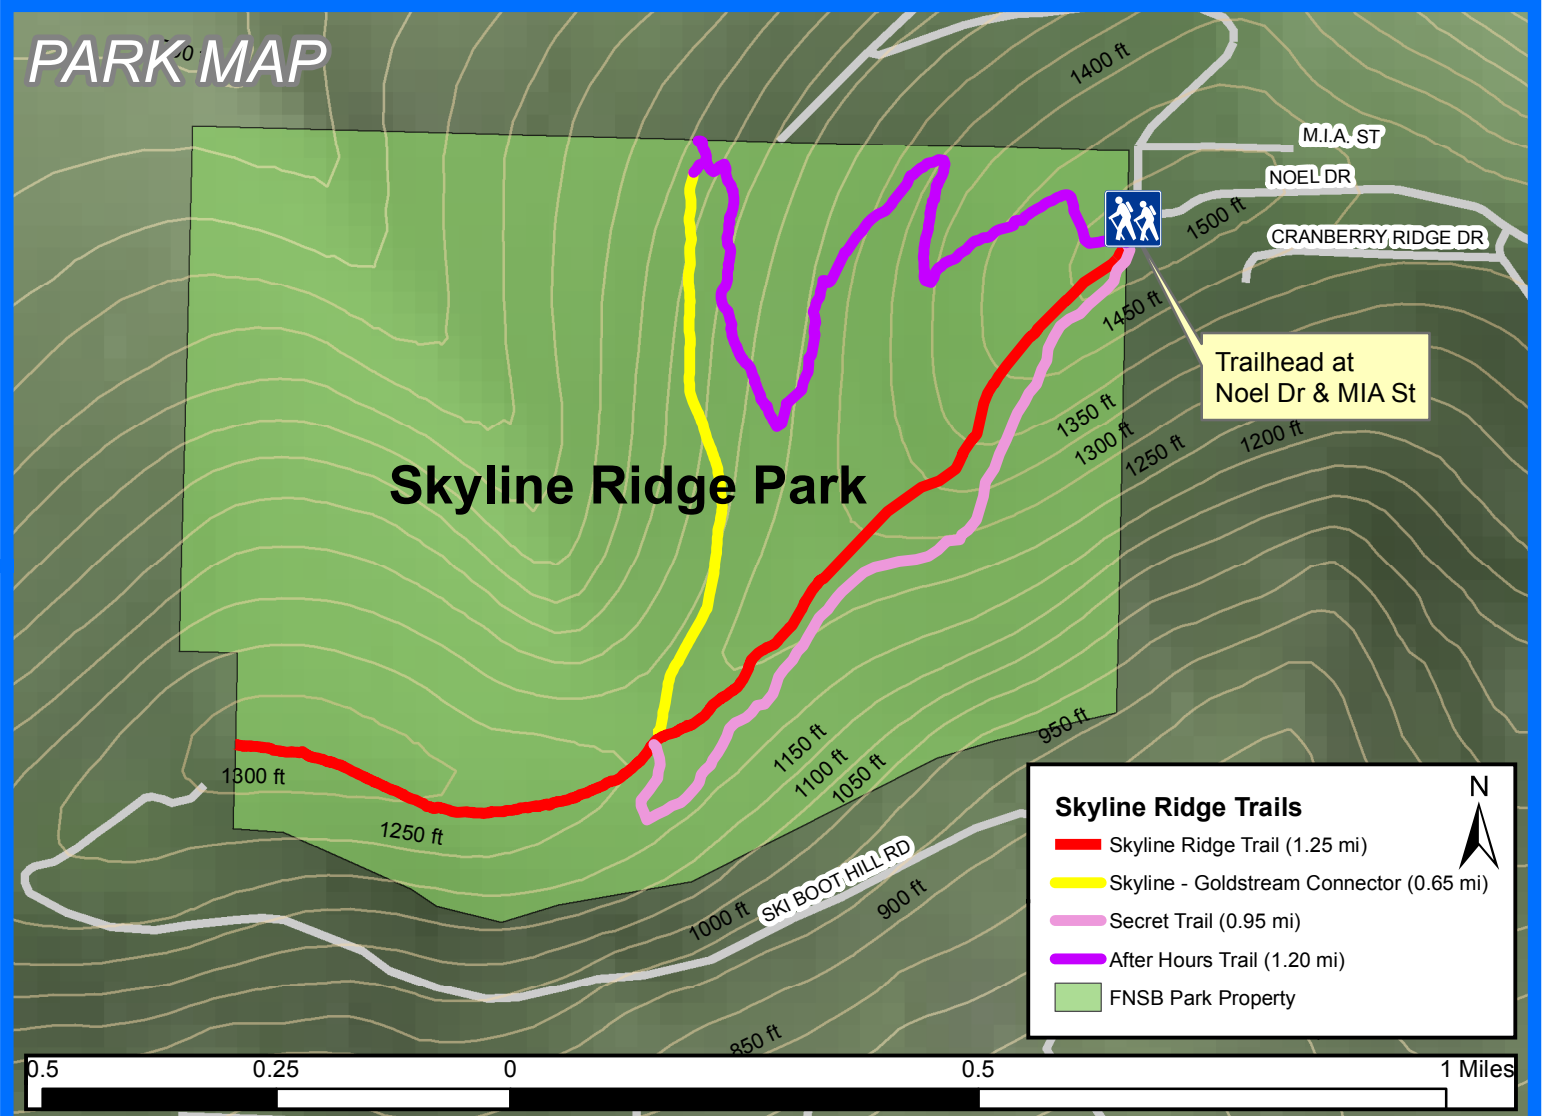 PARK MAP
1400 ft
M.I.A. ST
NOEL DR
1500 ft
CRANBERRY RIDGE DR
1450 ft
Trailhead at
Noel Dr & MIA St
1350 ft
1300 ft
1250 ft
1200 ft
Skyline Ridge Park
950 ft
1150 ft
1100 ft
1050 ft
1300 ft
1250 ft
SKI BOOT HILL RD
1000 ft
900 ft
850 ft
N
Skyline Ridge Trails
Skyline Ridge Trail (1.25 mi)
Skyline - Goldstream Connector (0.65 mi)
Secret Trail (0.95 mi)
After Hours Trail (1.20 mi)
FNSB Park Property
0.5 0.25 0 0.5 1 Miles